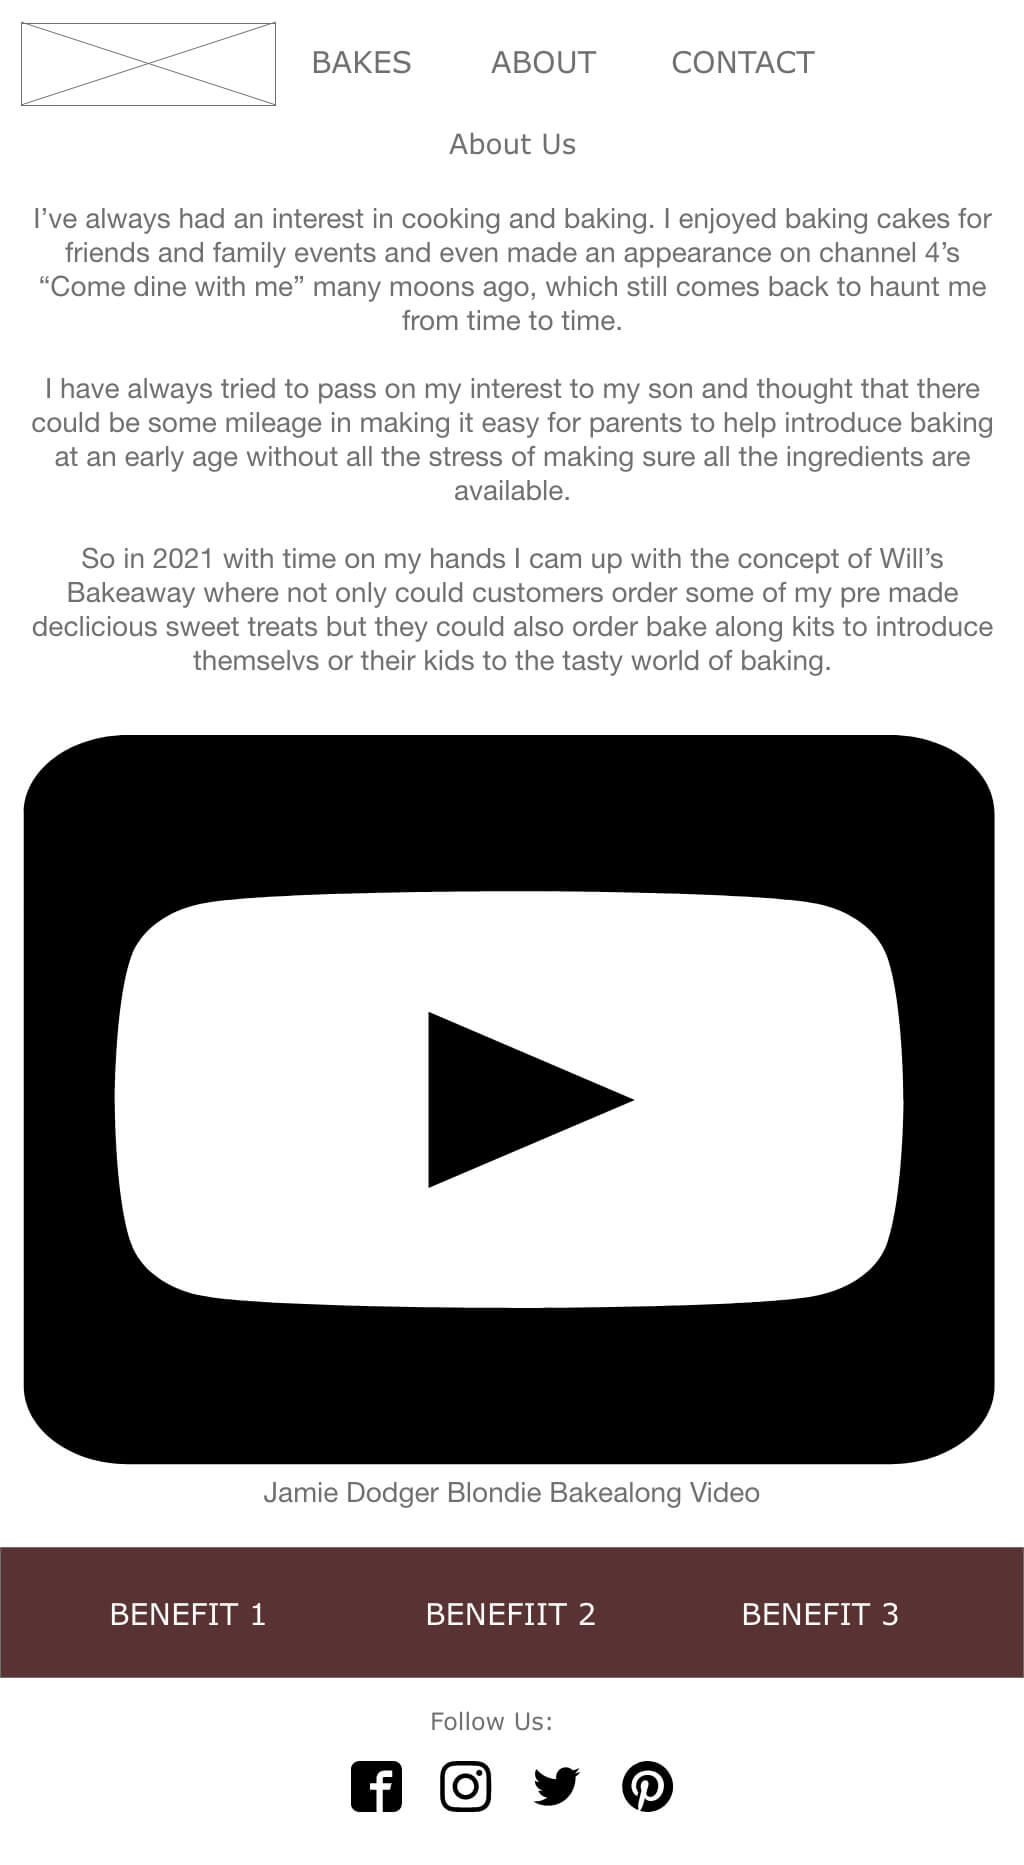 BAKES ABOUT CONTACT
About Us
I’ve always had an interest in cooking and baking. I enjoyed baking cakes for
friends and family events and even made an appearance on channel 4’s
“Come dine with me” many moons ago, which still comes back to haunt me
from time to time.
I have always tried to pass on my interest to my son and thought that there
could be some mileage in making it easy for parents to help introduce baking
at an early age without all the stress of making sure all the ingredients are
available.
So in 2021 with time on my hands I cam up with the concept of Will’s
Bakeaway where not only could customers order some of my pre made
declicious sweet treats but they could also order bake along kits to introduce
themselvs or their kids to the tasty world of baking.
Jamie Dodger Blondie Bakealong Video
BENEFIT 1 BENEFIIT 2 BENEFIT 3
Follow Us: